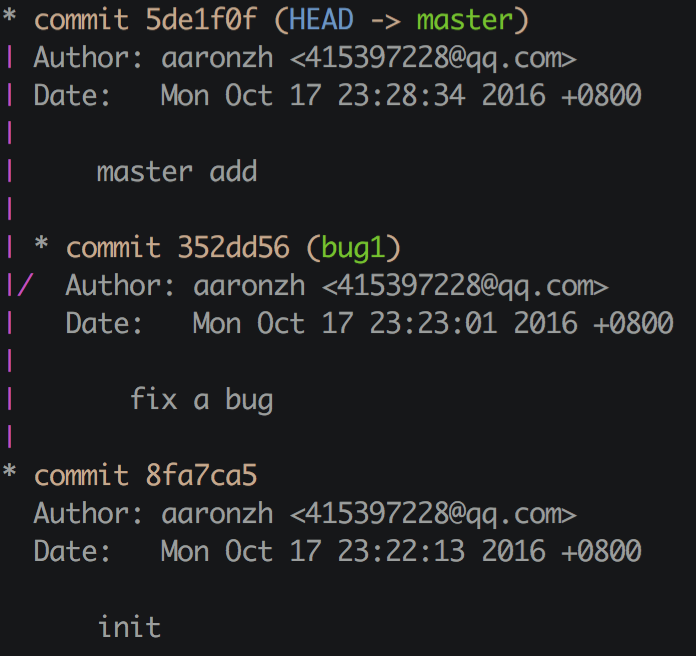 * commit 5de1f0f (HEAD -> master)
| Author: aaronzh <415397228@qq.com>
| Date:   Mon Oct 17 23:28:34 2016 +0800
|
|     master add
|
| * commit 352dd56 (bug1)
|/  Author: aaronzh <415397228@qq.com>
|   Date:   Mon Oct 17 23:23:01 2016 +0800
|
|       fix a bug
|
* commit 8fa7ca5
  Author: aaronzh <415397228@qq.com>
  Date:   Mon Oct 17 23:22:13 2016 +0800

      init